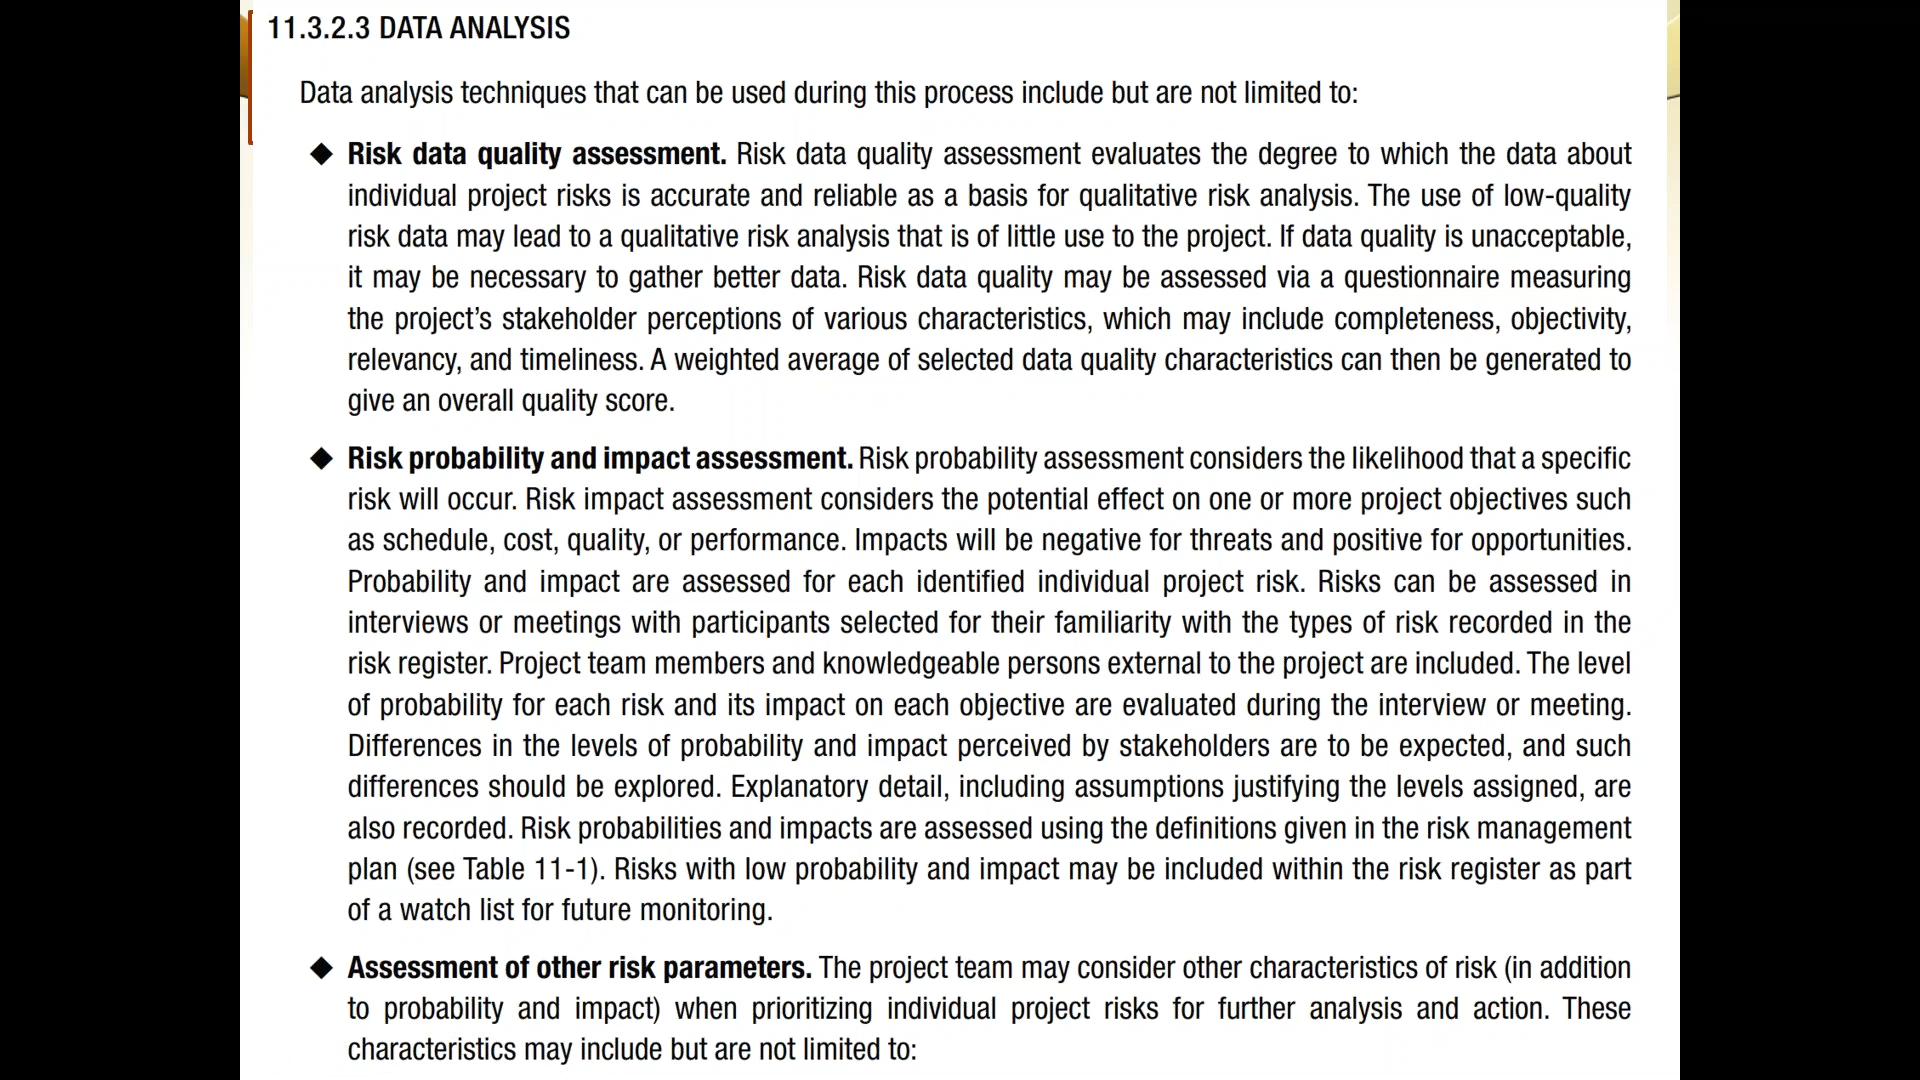 11.3.2.3 DATA ANALYSIS
Data analysis techniques that can be used during this process include but are not limited to:
◆ Risk data quality assessment. Risk data quality assessment evaluates the degree to which the data about
individual project risks is accurate and reliable as a basis for qualitative risk analysis. The use of low-quality
risk data may lead to a qualitative risk analysis that is of little use to the project. If data quality is unacceptable,
it may be necessary to gather better data. Risk data quality may be assessed via a questionnaire measuring
the project’s stakeholder perceptions of various characteristics, which may include completeness, objectivity,
relevancy, and timeliness. A weighted average of selected data quality characteristics can then be generated to
give an overall quality score.
◆ Risk probability and impact assessment. Risk probability assessment considers the likelihood that a specific
risk will occur. Risk impact assessment considers the potential effect on one or more project objectives such
as schedule, cost, quality, or performance. Impacts will be negative for threats and positive for opportunities.
Probability and impact are assessed for each identified individual project risk. Risks can be assessed in
interviews or meetings with participants selected for their familiarity with the types of risk recorded in the
risk register. Project team members and knowledgeable persons external to the project are included. The level
of probability for each risk and its impact on each objective are evaluated during the interview or meeting.
Differences in the levels of probability and impact perceived by stakeholders are to be expected, and such
differences should be explored. Explanatory detail, including assumptions justifying the levels assigned, are
also recorded. Risk probabilities and impacts are assessed using the definitions given in the risk management
plan (see Table 11-1). Risks with low probability and impact may be included within the risk register as part
of a watch list for future monitoring.
◆ Assessment of other risk parameters. The project team may consider other characteristics of risk (in addition
to probability and impact) when prioritizing individual project risks for further analysis and action. These
characteristics may include but are not limited to: